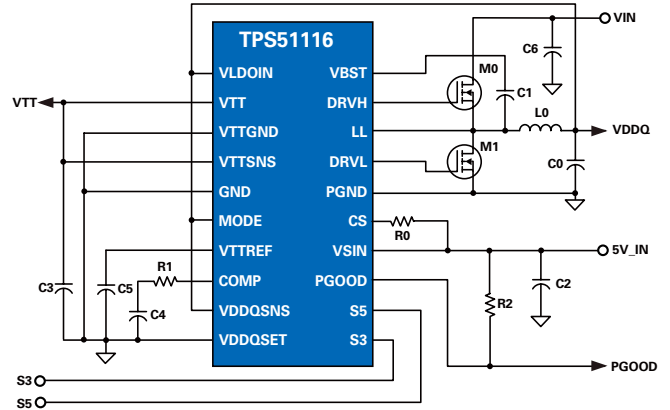 TPS51116
VIN
C6
VLDOIN
VBST
M0
C1
VTT
VTT
DRVH
L0
VTTGND
LL
VDDQ
M1
VTTSNS
DRVL
C0
GND
PGND
MODE
CS
R0
VTTREF
VSIN
5V_IN
R1
C3
C5
COMP
PGOOD
C2
R2
C4
VDDQSNS
S5
VDDQSET
S3
PGOOD
S3
S5